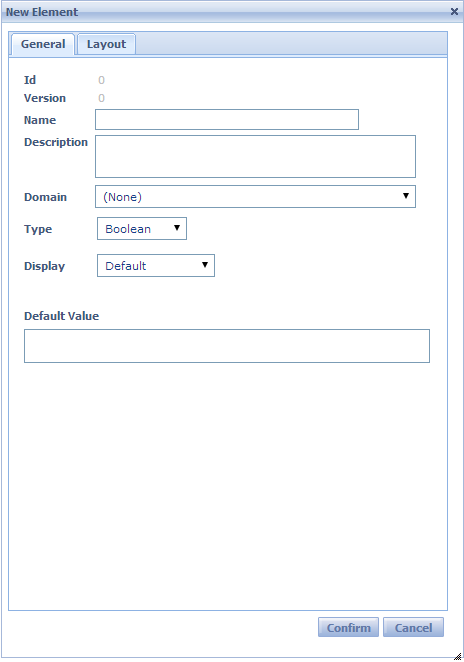 New Element
General Layout
Id 0
Version 0
Name
Description
Domain (None)
Type Boolean
Display Default
Default Value
Confirm Cancel